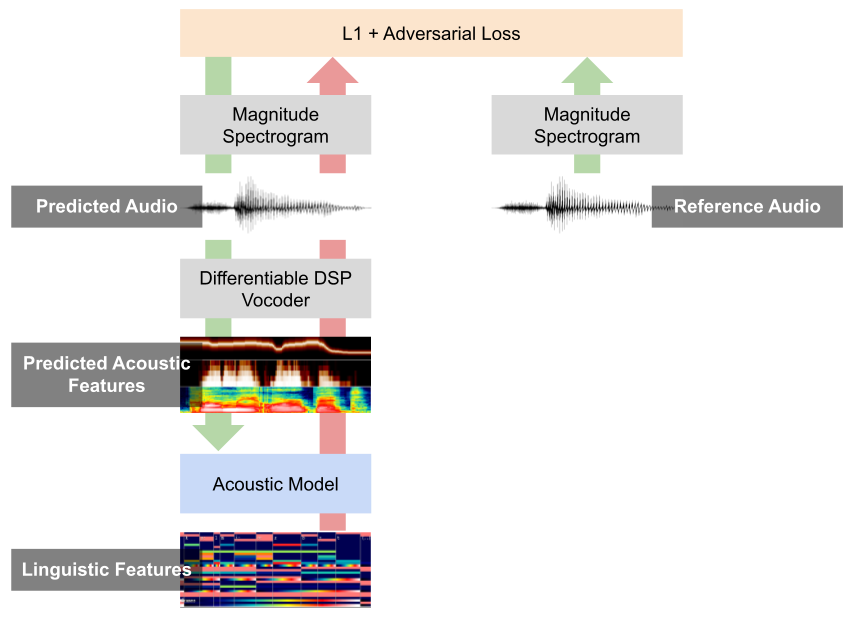 L1 + Adversarial Loss
Magnitude
Spectrogram
Magnitude
Spectrogram
Predicted Audio
Reference Audio
Differentiable DSP
Vocoder
Predicted Acoustic
Features
Acoustic Model
Linguistic Features